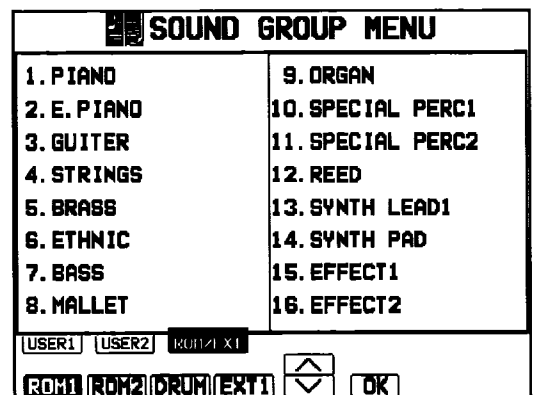 SOUND GROUP MENU
1. PIANO
2. E. PIANO
3. GUITER
4. STRINGS
5. BRASS
6. ETHNIC
7. BASS
8. MALLET
9. ORGAN
10. SPECIAL PERC1
11. SPECIAL PERC2
12. REED
13. SYNTH LEAD1
14. SYNTH PAD
15. EFFECT1
16. EFFECT2
USER1 USER2 ROM/EXT
ROM1 ROM2 DRUM EXT1 OK